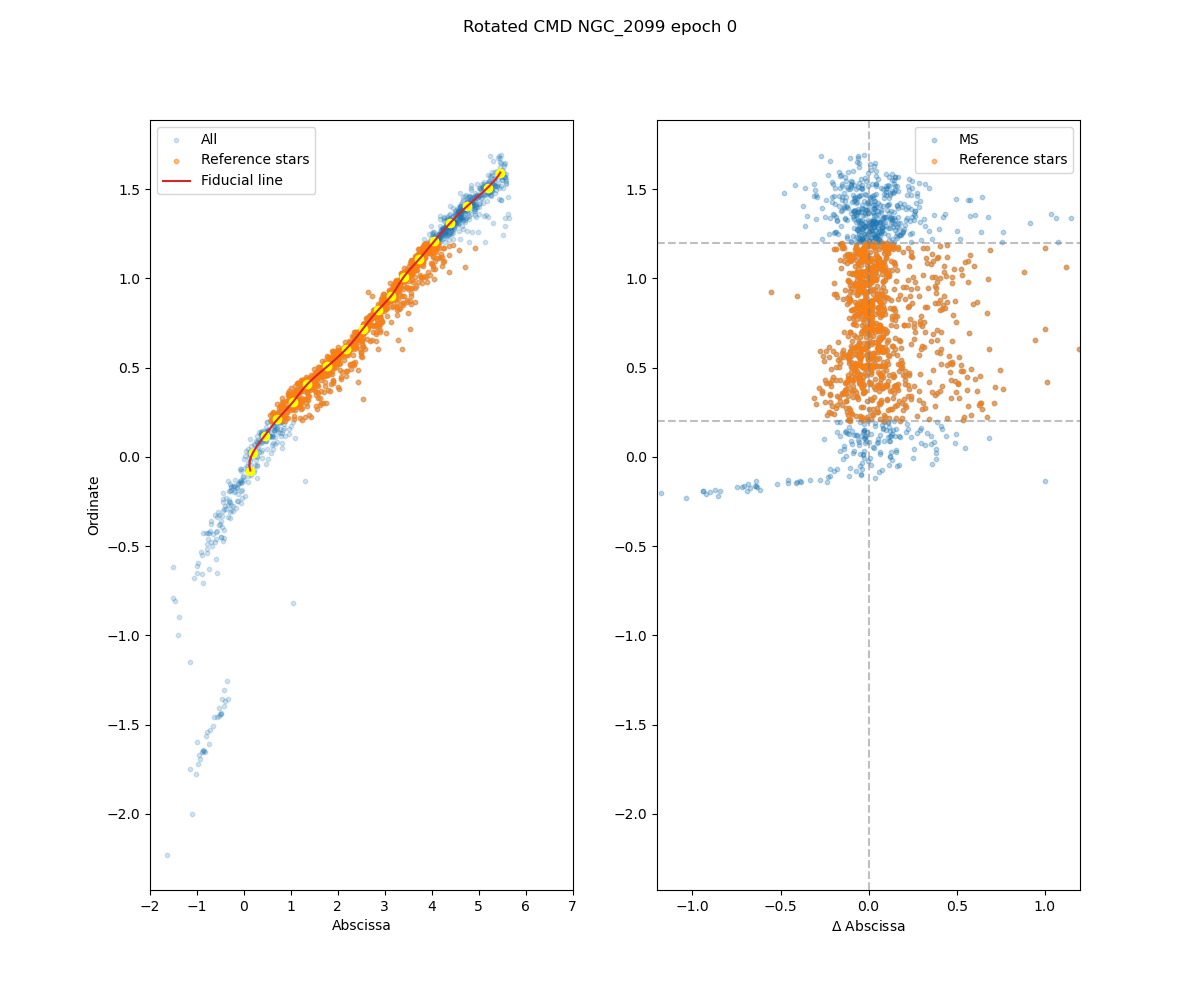 Rotated CMD NGC_2099 epoch 0
All
Reference stars
Fiducial line
1.5
1.0
0.5
0.0
−0.5
−1.0
−1.5
−2.0
Ordinate
−2 −1 0 1 2 3 4 5 6 7
Abscissa
MS
Reference stars
1.5
1.0
0.5
0.0
−0.5
−1.0
−1.5
−2.0
−1.0 −0.5 0.0 0.5 1.0
Δ Abscissa